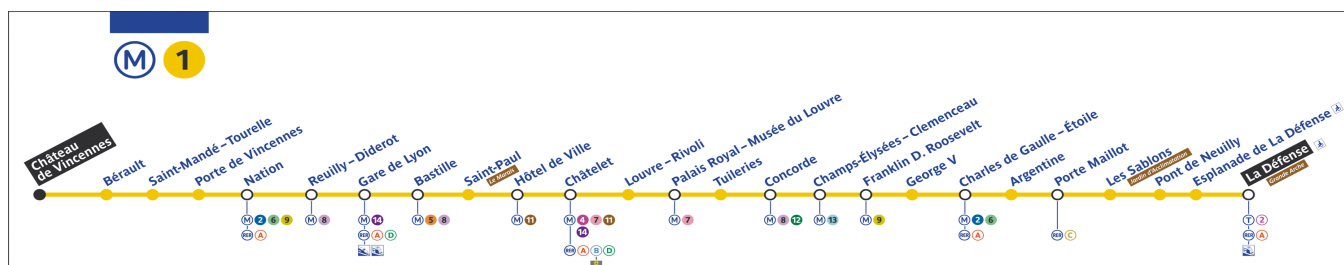 M 1
Château
de Vincennes
Bérault
Saint-Mandé – Tourelle
Porte de Vincennes
Nation
M 2 6 9
RER A
Reuilly – Diderot
M 8
Gare de Lyon
M 14
RER A D
Bastille
M 5 8
Saint-Paul
Le Marais
Hôtel de Ville
M 11
Châtelet
M 4 7 11
14
RER A B D
Louvre – Rivoli
Palais Royal – Musée du Louvre
M 7
Tuileries
Concorde
M 8 12
Champs-Élysées – Clemenceau
M 13
Franklin D. Roosevelt
M 9
George V
Charles de Gaulle – Étoile
M 2 6
RER A
Argentine
Porte Maillot
RER C
Les Sablons
Jardin d'Acclimatation
Pont de Neuilly
Esplanade de La Défense
La Défense
Grande Arche
T 2
RER A